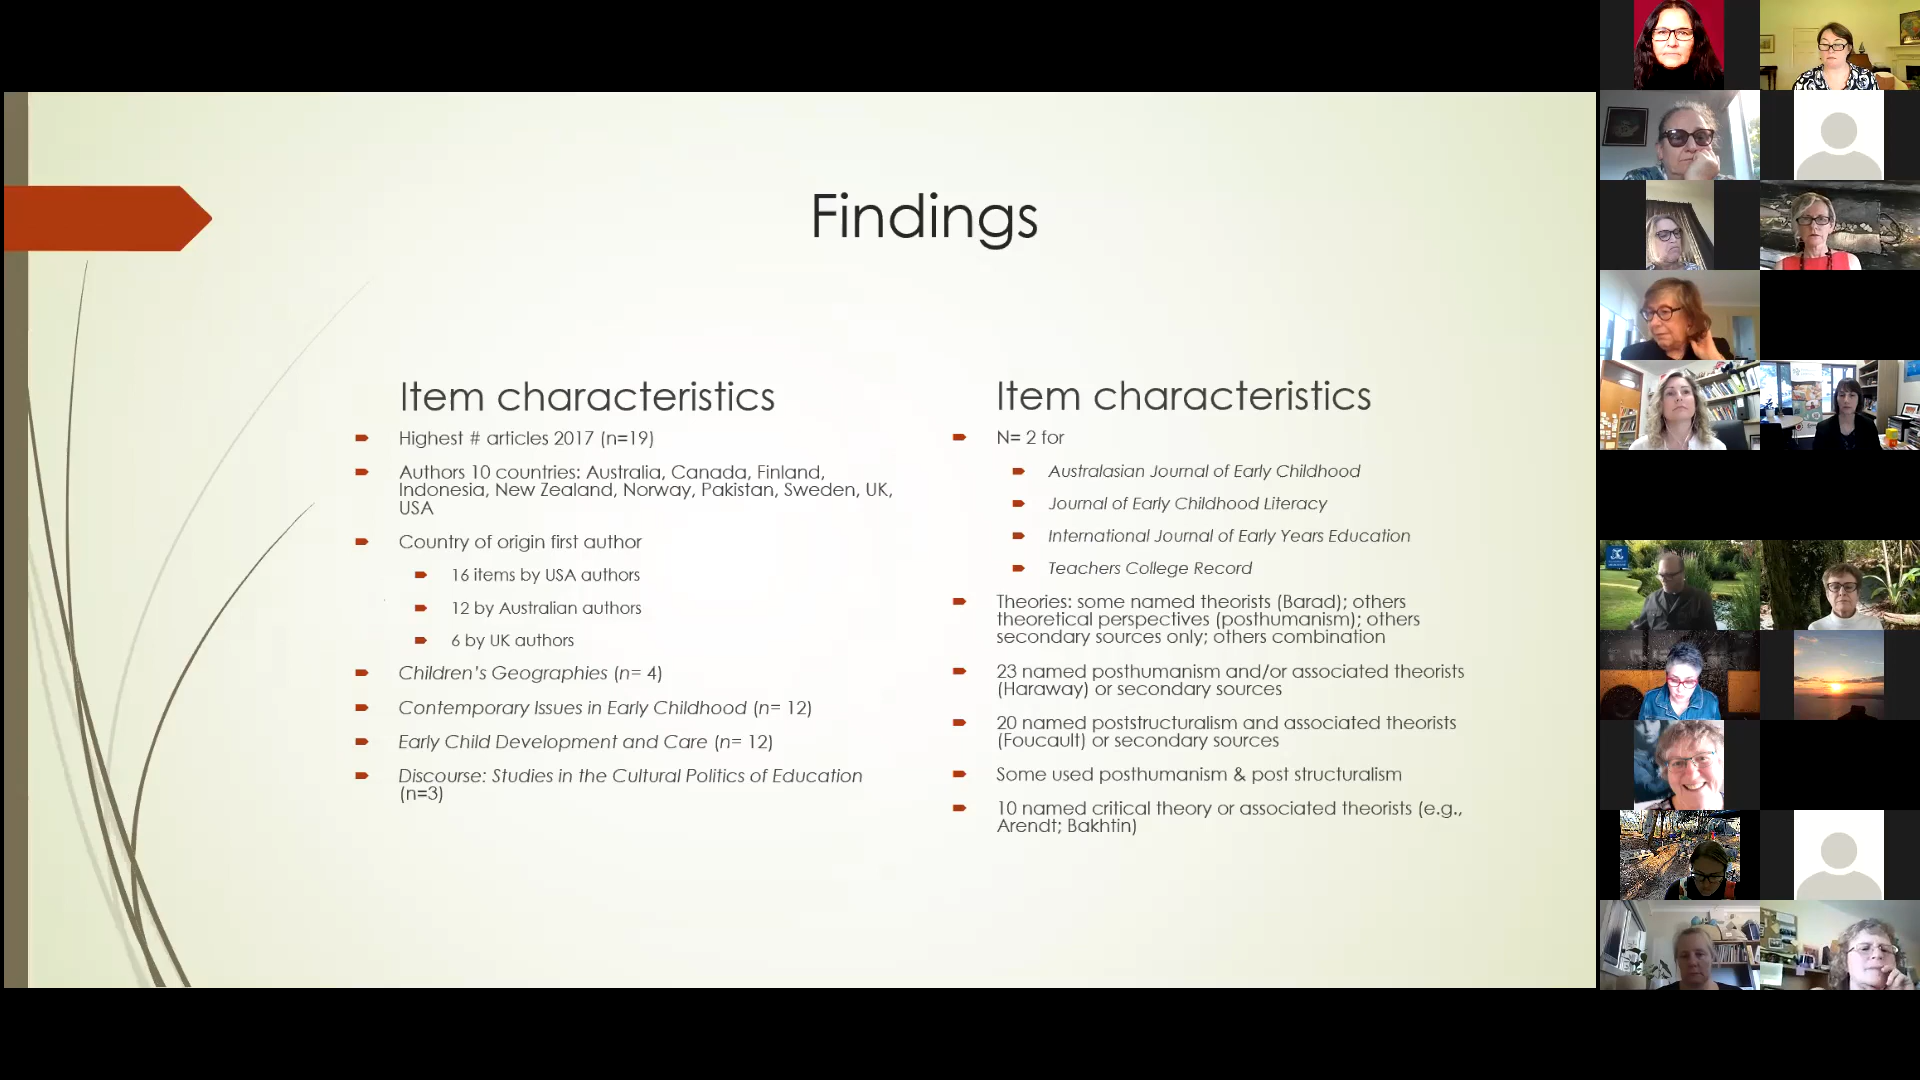 Findings
Item characteristics
Highest # articles 2017 (n=19)
Authors 10 countries: Australia, Canada, Finland,
Indonesia, New Zealand, Norway, Pakistan, Sweden, UK,
USA
Country of origin first author
16 items by USA authors
12 by Australian authors
6 by UK authors
Children's Geographies (n= 4)
Contemporary Issues in Early Childhood (n= 12)
Early Child Development and Care (n= 12)
Discourse: Studies in the Cultural Politics of Education
(n=3)
Item characteristics
N= 2 for
Australasian Journal of Early Childhood
Journal of Early Childhood Literacy
International Journal of Early Years Education
Teachers College Record
Theories: some named theorists (Barad); others
theoretical perspectives (posthumanism); others
secondary sources only; others combination
23 named posthumanism and/or associated theorists
(Haraway) or secondary sources
20 named poststructuralism and associated theorists
(Foucault) or secondary sources
Some used posthumanism & post structuralism
10 named critical theory or associated theorists (e.g.,
Arendt; Bakhtin)